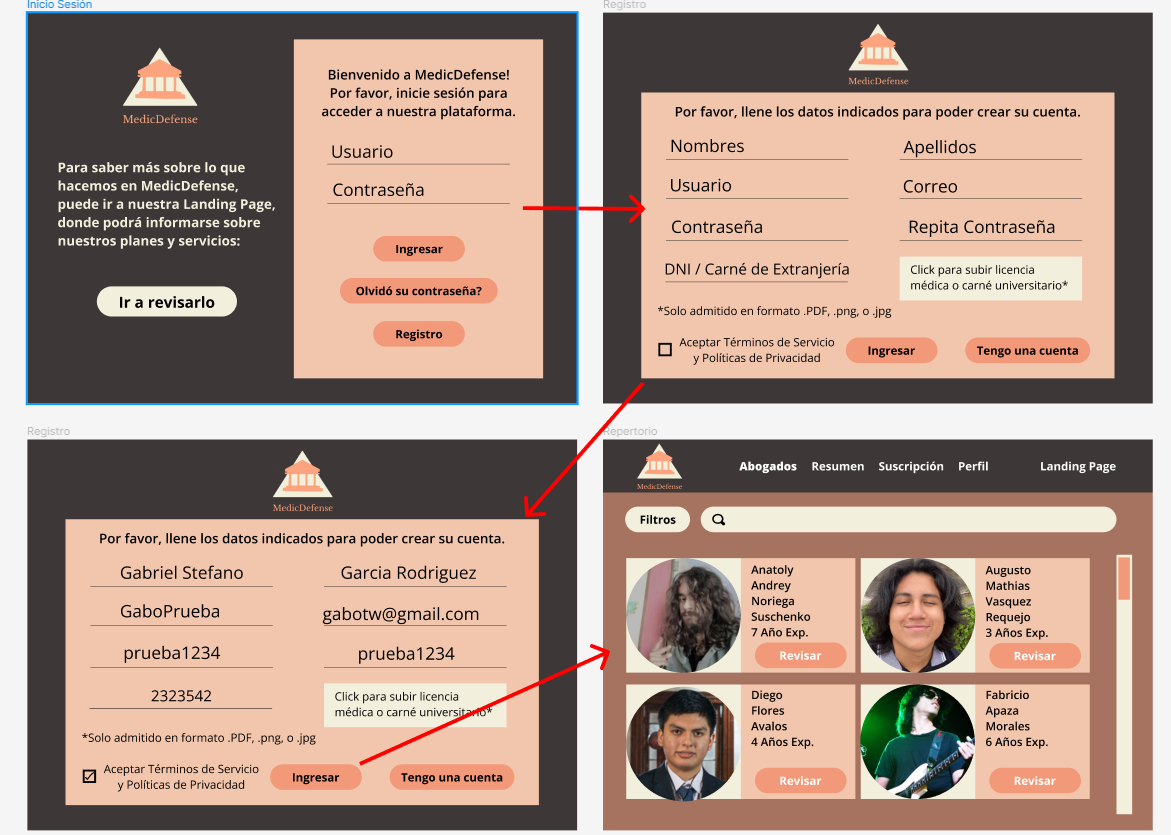 Inicio Sesión
MedicDefense
Para saber más sobre lo que
hacemos en MedicDefense,
puede ir a nuestra Landing Page,
donde podrá informarse sobre
nuestros planes y servicios:
Ir a revisarlo
Bienvenido a MedicDefense!
Por favor, inicie sesión para
acceder a nuestra plataforma.
Usuario
Contraseña
Ingresar
Olvidó su contraseña?
Registro
Registro
MedicDefense
Por favor, llene los datos indicados para poder crear su cuenta.
Nombres
Apellidos
Usuario
Correo
Contraseña
Repita Contraseña
DNI / Carné de Extranjería
Click para subir licencia
médica o carné universitario*
*Solo admitido en formato .PDF, .png, o .jpg
Aceptar Términos de Servicio
y Políticas de Privacidad
Ingresar
Tengo una cuenta
Registro
MedicDefense
Por favor, llene los datos indicados para poder crear su cuenta.
Gabriel Stefano
Garcia Rodriguez
GaboPrueba
gabotw@gmail.com
prueba1234
prueba1234
2323542
Click para subir licencia
médica o carné universitario*
*Solo admitido en formato .PDF, .png, o .jpg
Aceptar Términos de Servicio
y Políticas de Privacidad
Ingresar
Tengo una cuenta
Repertorio
MedicDefense
Abogados
Resumen
Suscripción
Perfil
Landing Page
Filtros
Anatoly
Andrey
Noriega
Suschenko
7 Año Exp.
Revisar
Augusto
Mathias
Vasquez
Requejo
3 Años Exp.
Revisar
Diego
Flores
Avalos
4 Años Exp.
Revisar
Fabricio
Apaza
Morales
6 Años Exp.
Revisar